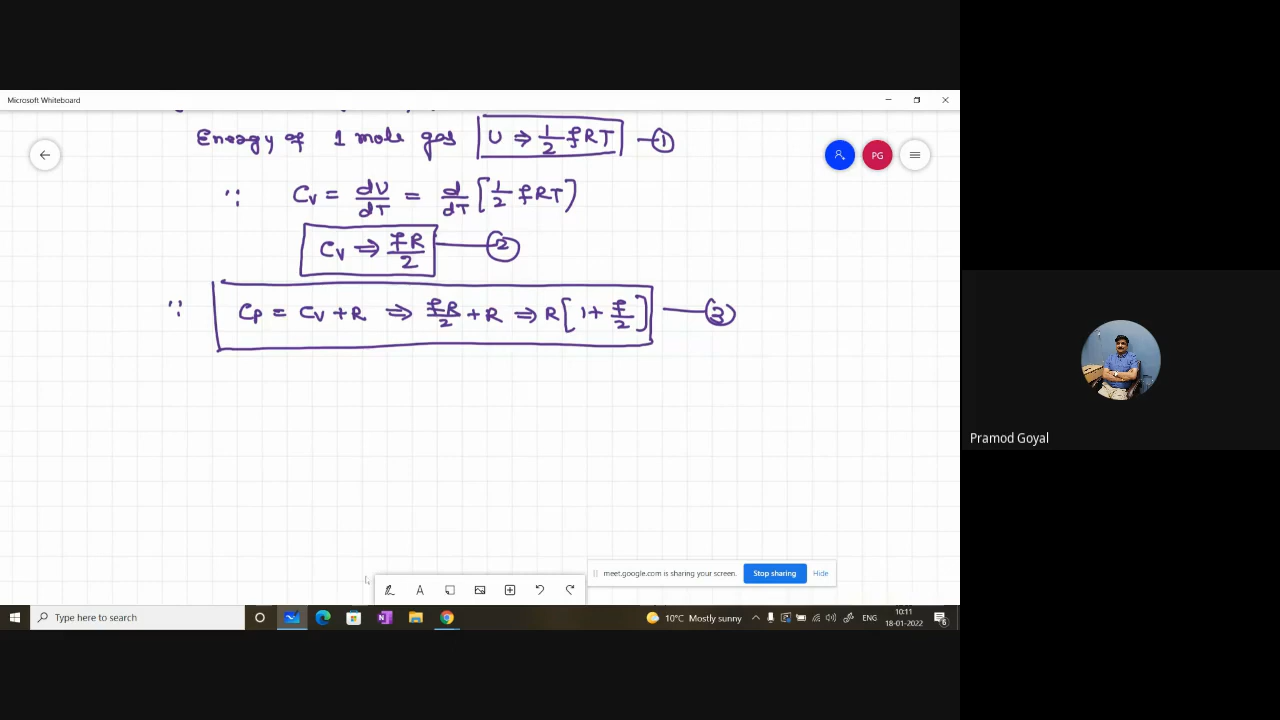 Microsoft Whiteboard
Energy of 1 mole gas U ⇒ 1/2 fRT —①
∵ Cv = dU/dT = d/dT [1/2 fRT]
PG
Cv ⇒ fR/2 —②
∵ Cp = Cv + R ⇒ fR/2 + R ⇒ R[1 + f/2] —③
Pramod Goyal
meet.google.com is sharing your screen. Stop sharing Hide
A
Type here to search
10°C Mostly sunny
ENG
10:11
18-01-2022
6